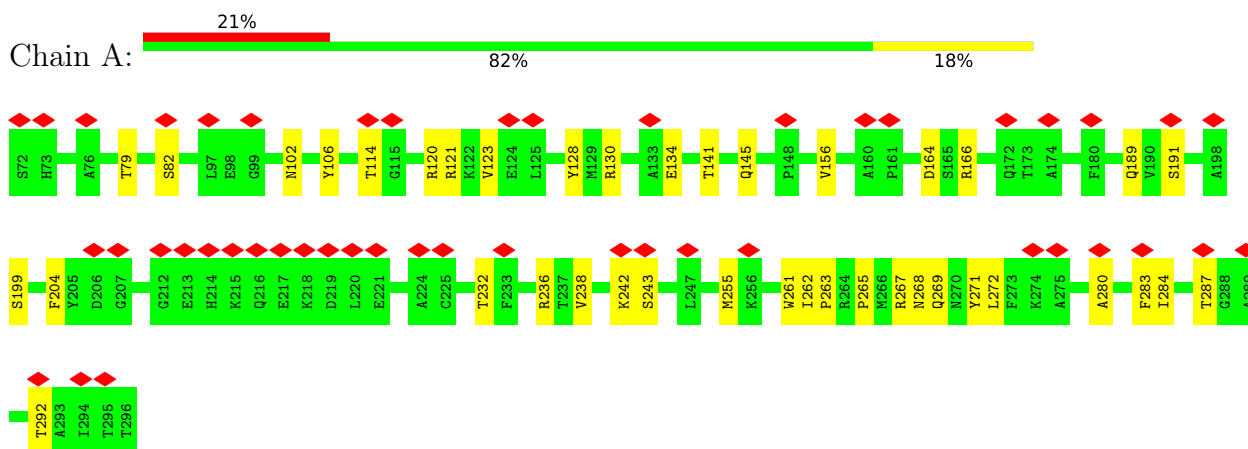 21%
Chain A:
82% 18%
S72 H73 A76 T79 S82 L97 E98 G99 N102 Y106 T114 G115 R120 R121 K122 V123 E124 L125 Y128 M129 R130 A133 E134 T141 Q145 P148 V156 A160 P161 D164 S165 R166 Q172 T173 A174 F180 Q189 V190 S191 A198
S199 F204 Y205 D206 G207 G212 E213 H214 K215 Q216 E217 K218 D219 L220 E221 A224 C225 T232 F233 R236 T237 V238 K242 S243 L247 M255 K256 W261 I262 P263 R264 P265 M266 R267 N268 Q269 N270 Y271 L272 F273 K274 A275 A280 F283 I284 T287 G288
T292 A293 I294 T295 T296